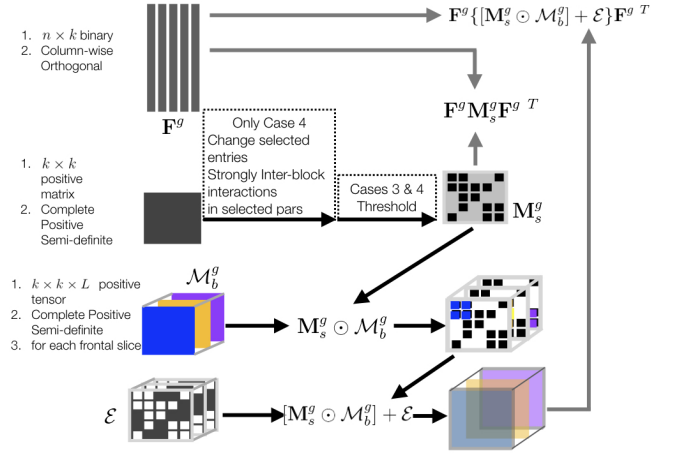 F^g{[M_s^g ⊙ M_b^g] + ℰ}F^{g T}
1. n × k binary
2. Column-wise
Orthogonal
F^g
F^g M_s^g F^{g T}
Only Case 4
Change selected
entries
Strongly Inter-block
interactions
in selected pars
1. k × k
positive
matrix
2. Complete
Positive
Semi-definite
Cases 3 & 4
Threshold
M_s^g
M_b^g
1. k × k × L positive
tensor
2. Complete Positive
Semi-definite
3. for each frontal slice
M_s^g ⊙ M_b^g
ℰ
[M_s^g ⊙ M_b^g] + ℰ